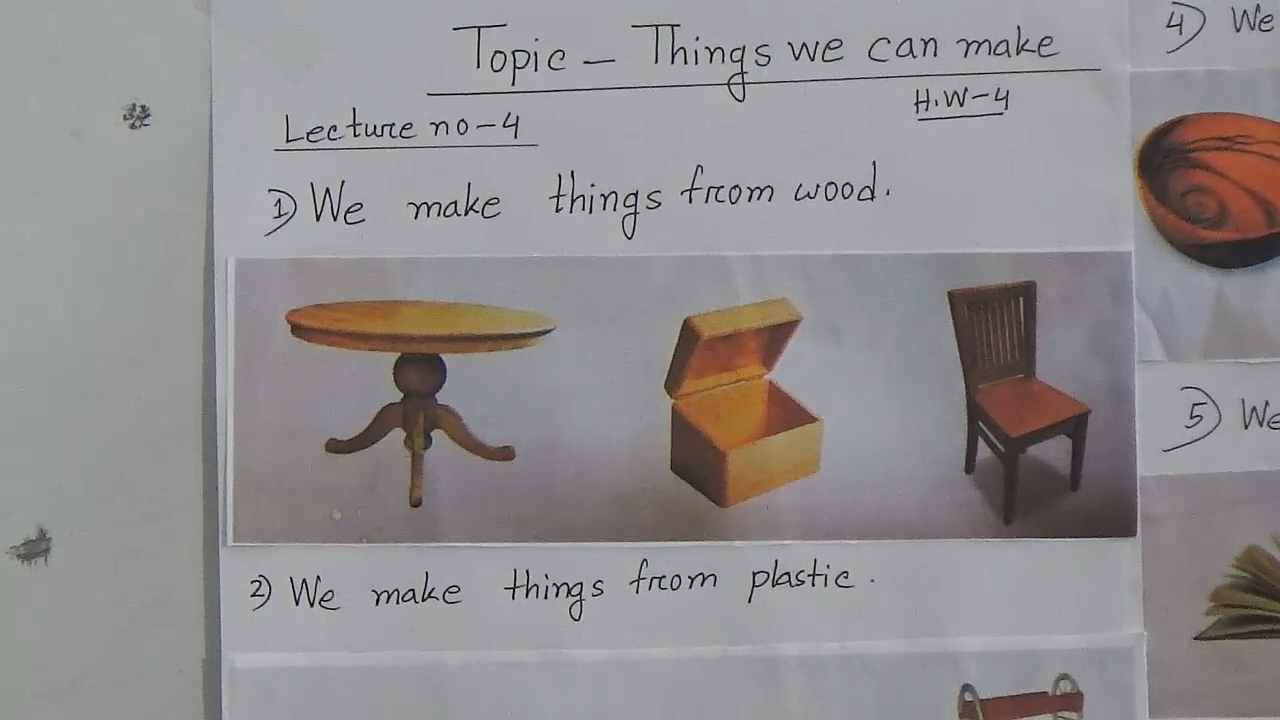 Topic – Things we can make
H.W-4
Lecture no-4
1) We make things from wood.
2) We make things from plastic.
4) We
5) We